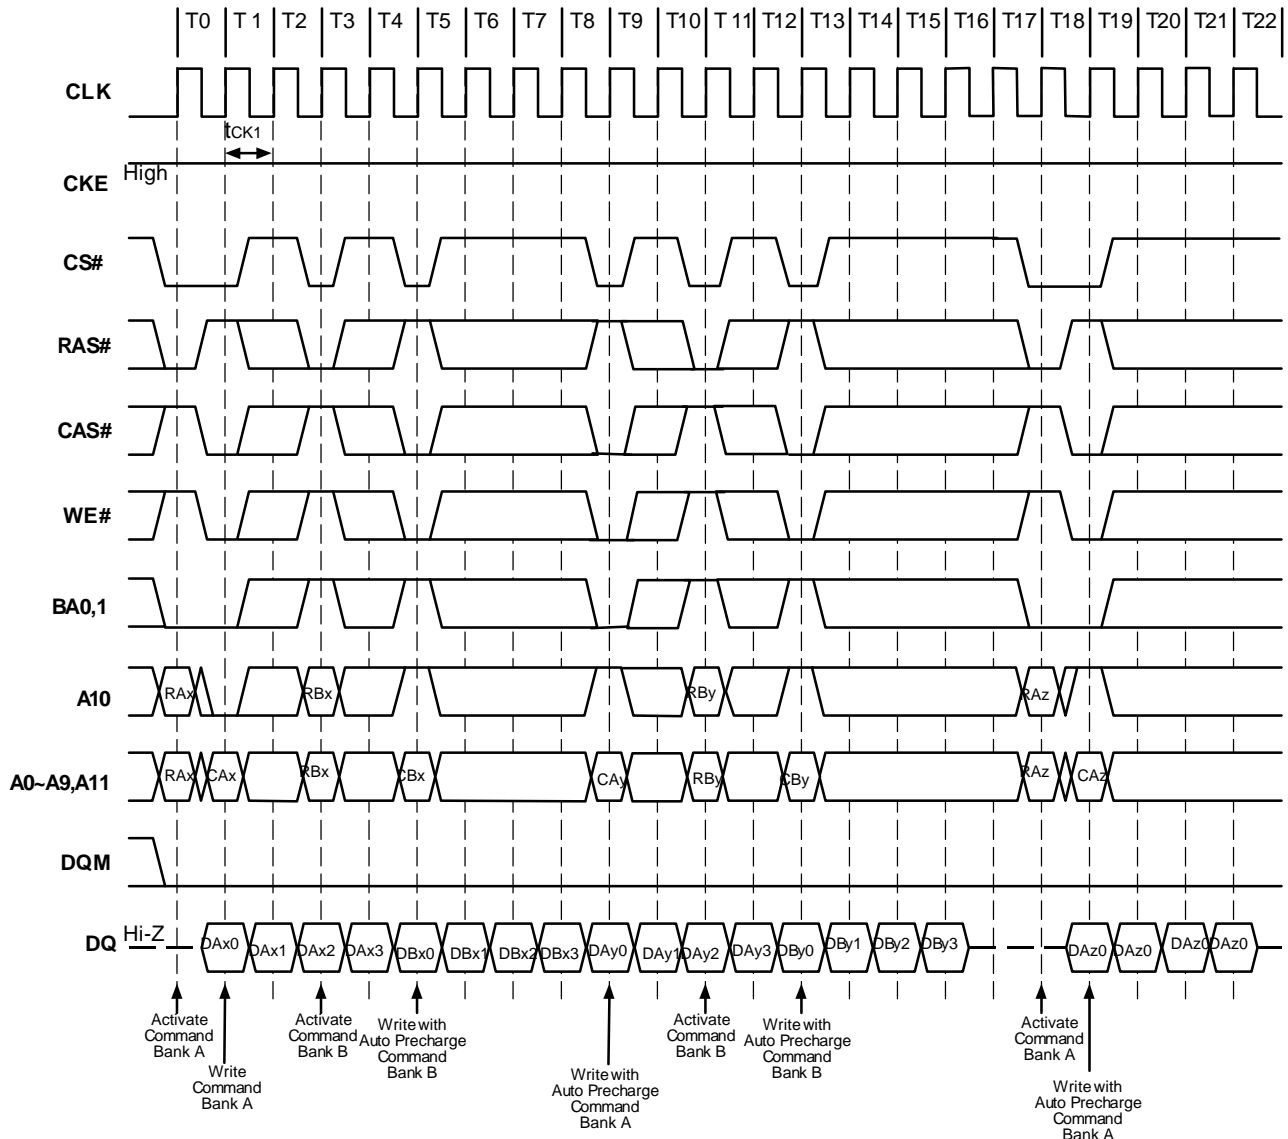 T0 T 1 T2 T3 T4 T5 T6 T7 T8 T9 T10 T 11 T12 T13 T14 T15 T16 T17 T18 T19 T20 T21 T22
CLK
tCK1
High
CKE
CS#
RAS#
CAS#
WE#
BA0,1
A10
RAx RBx RBy RAz
A0~A9,A11
RAx CAx RBx CBx CAy RBy CBy RAz CAz
DQM
DQ
Hi-Z
DAx0 DAx1 DAx2 DAx3 DBx0 DBx1 DBx2 DBx3 DAy0 DAy1 DAy2 DAy3 DBy0 DBy1 DBy2 DBy3 DAz0 DAz0 DAz0 DAz0
Activate
Command
Bank A
Write
Command
Bank A
Activate
Command
Bank B
Write with
Auto Precharge
Command
Bank B
Write with
Auto Precharge
Command
Bank A
Activate
Command
Bank B
Write with
Auto Precharge
Command
Bank B
Activate
Command
Bank A
Write with
Auto Precharge
Command
Bank A